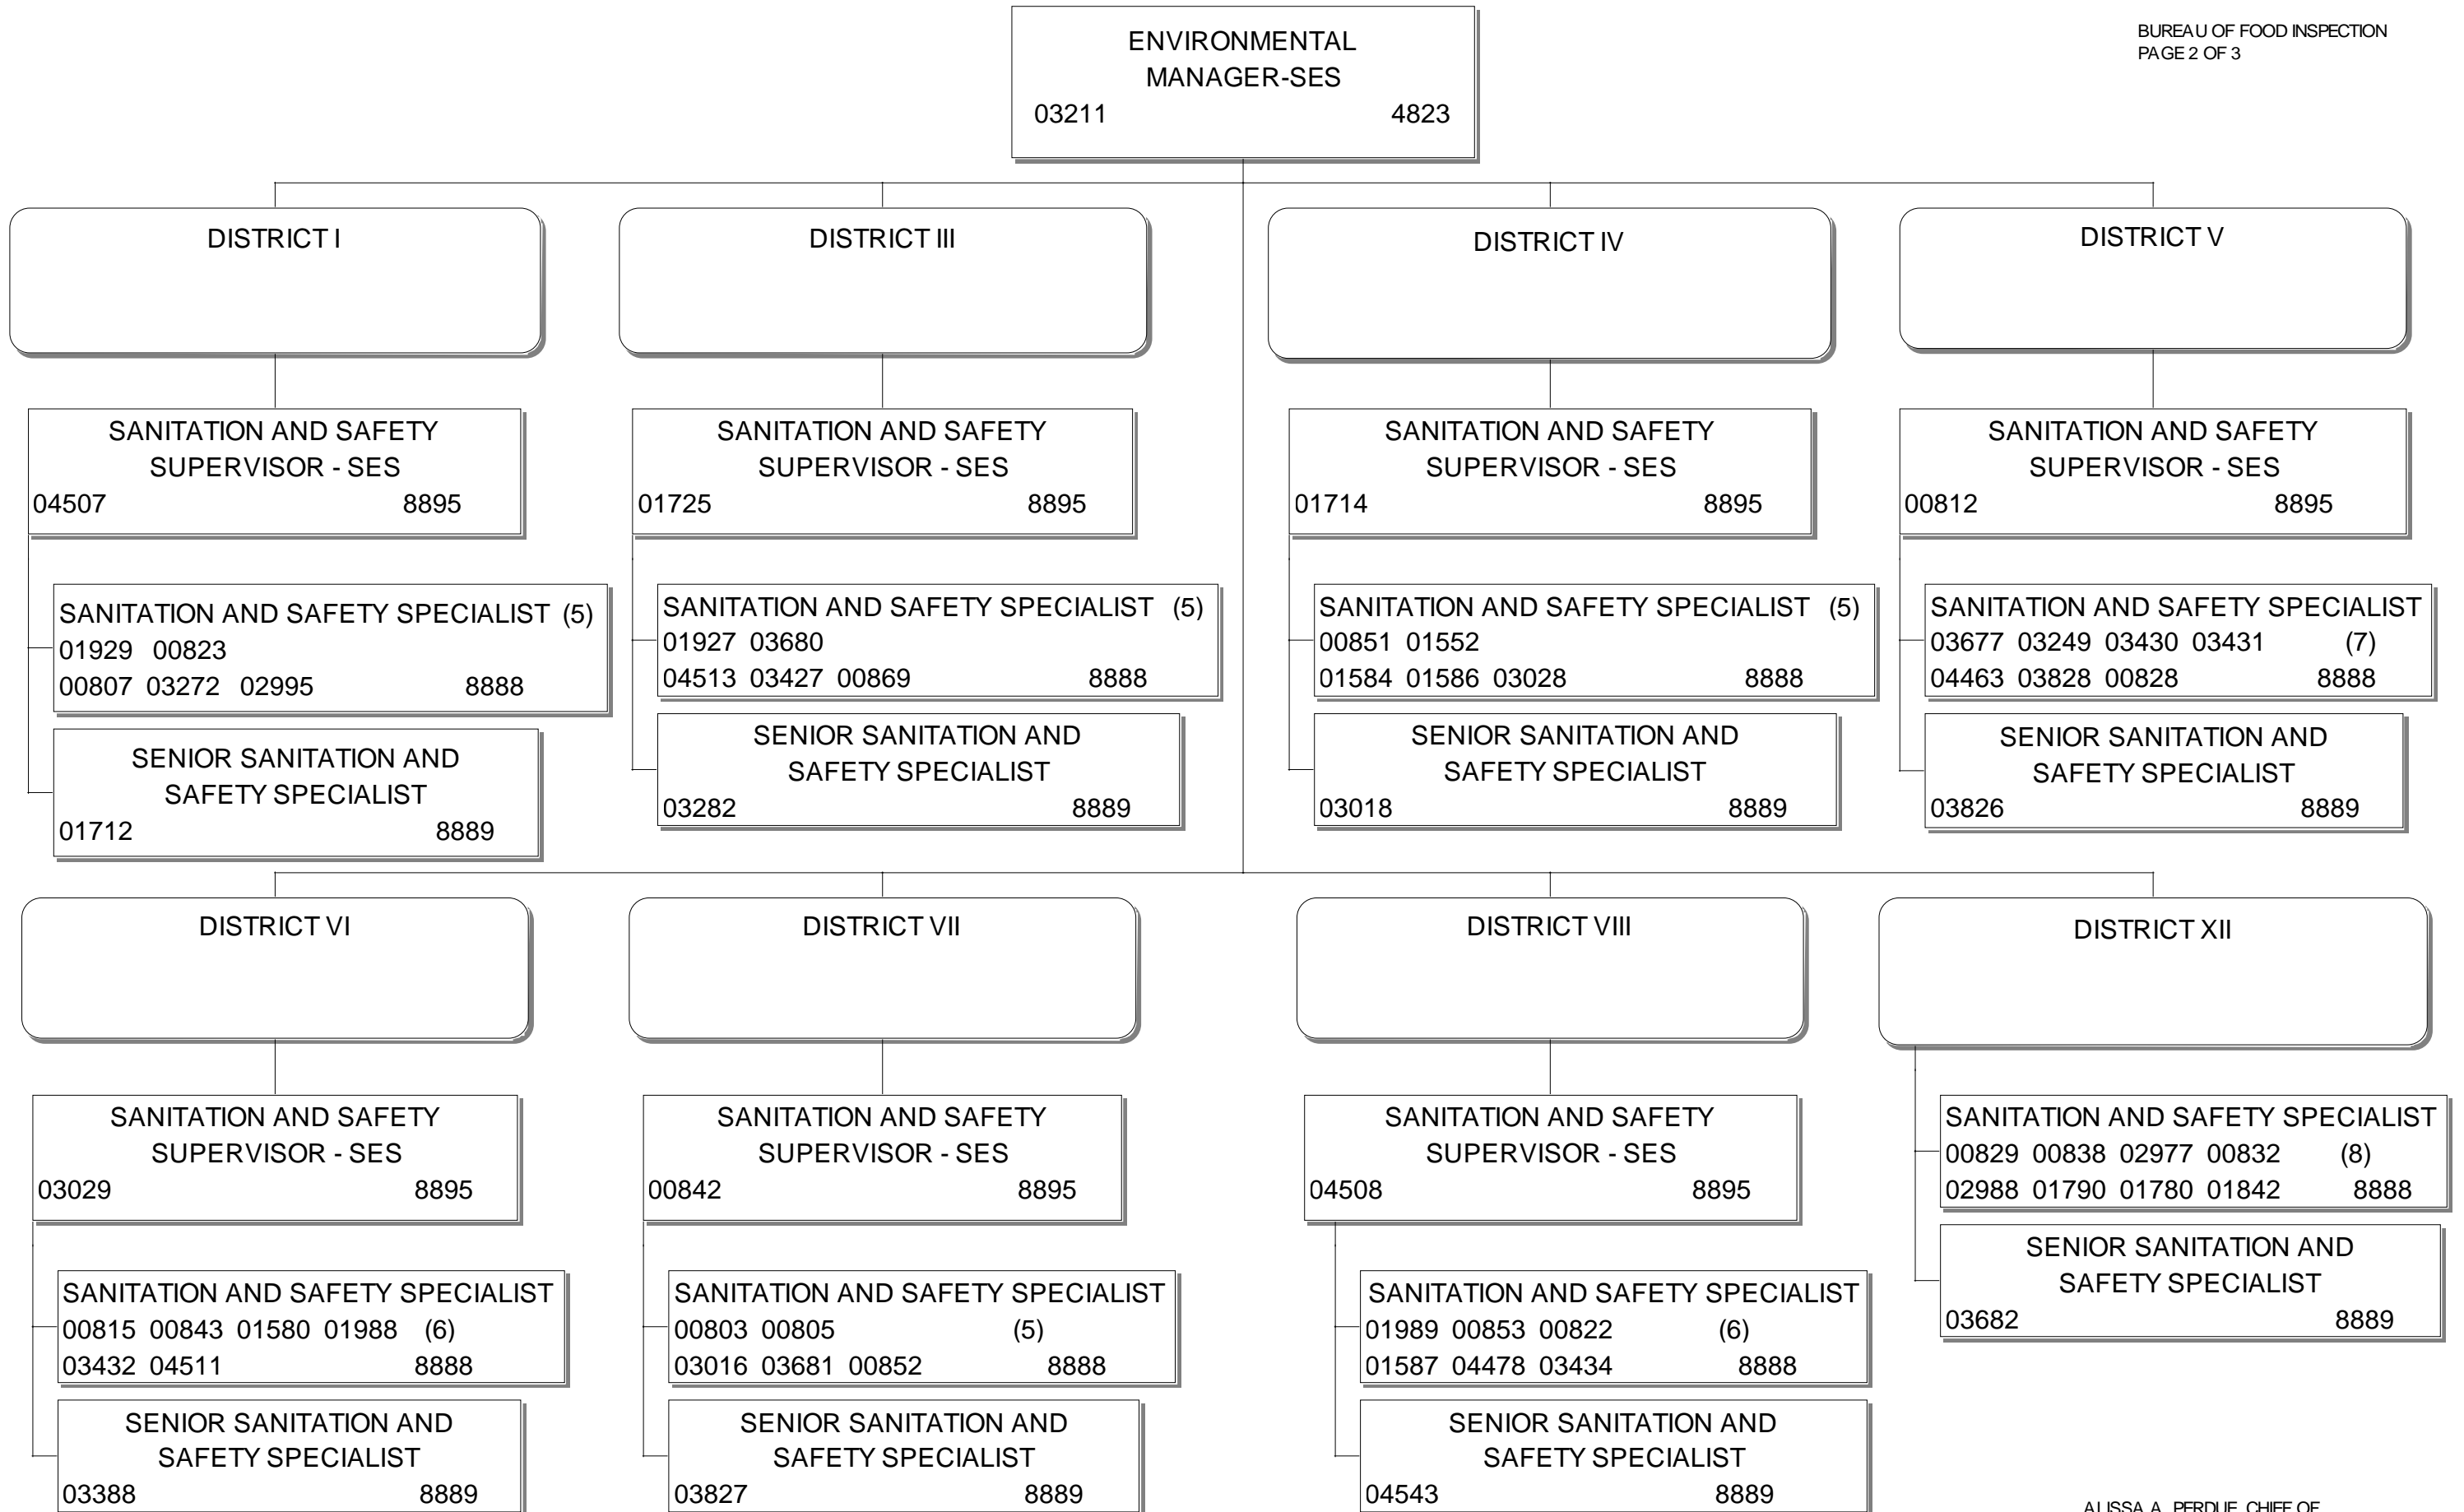 BUREAU OF FOOD INSPECTION
PAGE 2 OF 3
ENVIRONMENTAL
MANAGER-SES
03211 4823
DISTRICT I
SANITATION AND SAFETY
SUPERVISOR - SES
04507 8895
SANITATION AND SAFETY SPECIALIST (5)
01929 00823
00807 03272 02995 8888
SENIOR SANITATION AND
SAFETY SPECIALIST
01712 8889
DISTRICT III
SANITATION AND SAFETY
SUPERVISOR - SES
01725 8895
SANITATION AND SAFETY SPECIALIST (5)
01927 03680
04513 03427 00869 8888
SENIOR SANITATION AND
SAFETY SPECIALIST
03282 8889
DISTRICT IV
SANITATION AND SAFETY
SUPERVISOR - SES
01714 8895
SANITATION AND SAFETY SPECIALIST (5)
00851 01552
01584 01586 03028 8888
SENIOR SANITATION AND
SAFETY SPECIALIST
03018 8889
DISTRICT V
SANITATION AND SAFETY
SUPERVISOR - SES
00812 8895
SANITATION AND SAFETY SPECIALIST
03677 03249 03430 03431 (7)
04463 03828 00828 8888
SENIOR SANITATION AND
SAFETY SPECIALIST
03826 8889
DISTRICT VI
SANITATION AND SAFETY
SUPERVISOR - SES
03029 8895
SANITATION AND SAFETY SPECIALIST
00815 00843 01580 01988 (6)
03432 04511 8888
SENIOR SANITATION AND
SAFETY SPECIALIST
03388 8889
DISTRICT VII
SANITATION AND SAFETY
SUPERVISOR - SES
00842 8895
SANITATION AND SAFETY SPECIALIST
00803 00805 (5)
03016 03681 00852 8888
SENIOR SANITATION AND
SAFETY SPECIALIST
03827 8889
DISTRICT VIII
SANITATION AND SAFETY
SUPERVISOR - SES
04508 8895
SANITATION AND SAFETY SPECIALIST
01989 00853 00822 (6)
01587 04478 03434 8888
SENIOR SANITATION AND
SAFETY SPECIALIST
04543 8889
DISTRICT XII
SANITATION AND SAFETY SPECIALIST
00829 00838 02977 00832 (8)
02988 01790 01780 01842 8888
SENIOR SANITATION AND
SAFETY SPECIALIST
03682 8889
ALISSA A. PERDUE, CHIEF OF